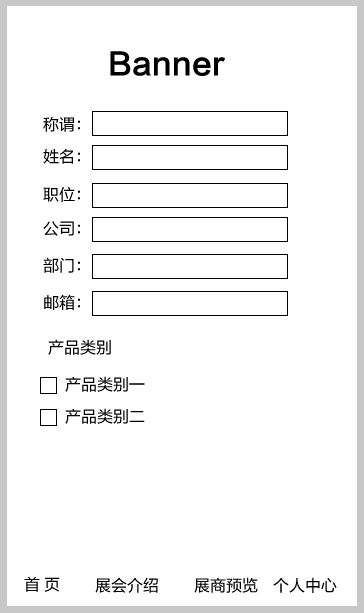 Banner
称谓：
姓名：
职位：
公司：
部门：
邮箱：
产品类别
产品类别一
产品类别二
首 页 展会介绍 展商预览 个人中心